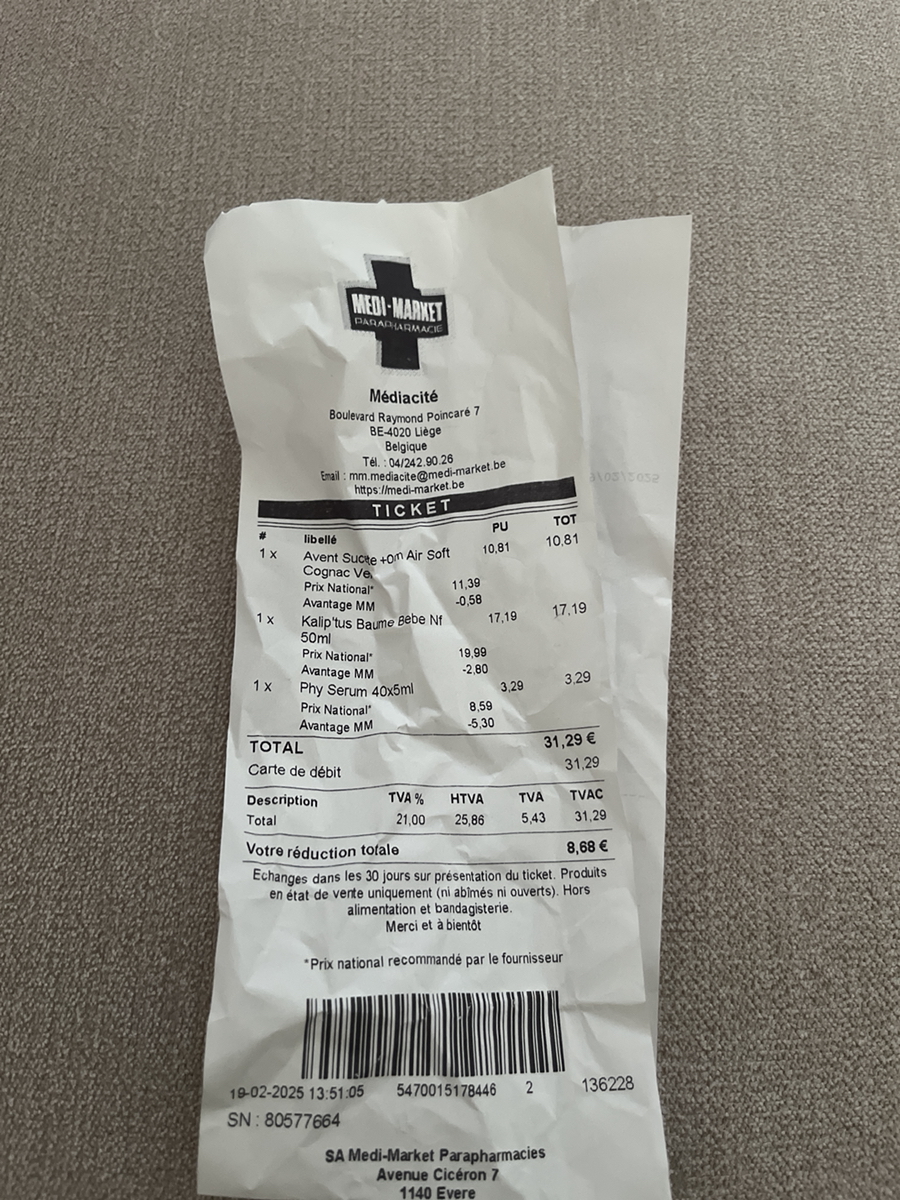 MEDI-MARKET
PARAPHARMACIE
Médiacité
Boulevard Raymond Poincaré 7
BE-4020 Liège
Belgique
Tél. : 04/242.90.26
Email : mm.mediacite@medi-market.be
https://medi-market.be
TICKET
# libellé PU TOT
1 x Avent Sucette +0m Air Soft 10,81 10,81
Cognac Ve
Prix National* 11,39
Avantage MM -0,58
1 x Kalip'tus Baume Bebe Nf 17,19 17,19
50ml
Prix National* 19,99
Avantage MM -2,80
1 x Phy Serum 40x5ml 3,29 3,29
Prix National* 8,59
Avantage MM -5,30
TOTAL 31,29 €
Carte de débit 31,29
Description TVA % HTVA TVA TVAC
Total 21,00 25,86 5,43 31,29
Votre réduction totale 8,68 €
Echanges dans les 30 jours sur présentation du ticket. Produits
en état de vente uniquement (ni abîmés ni ouverts). Hors
alimentation et bandagisterie.
Merci et à bientôt
*Prix national recommandé par le fournisseur
19-02-2025 13:51:05 5470015178446 2 136228
SN : 80577664
SA Medi-Market Parapharmacies
Avenue Cicéron 7
1140 Evere